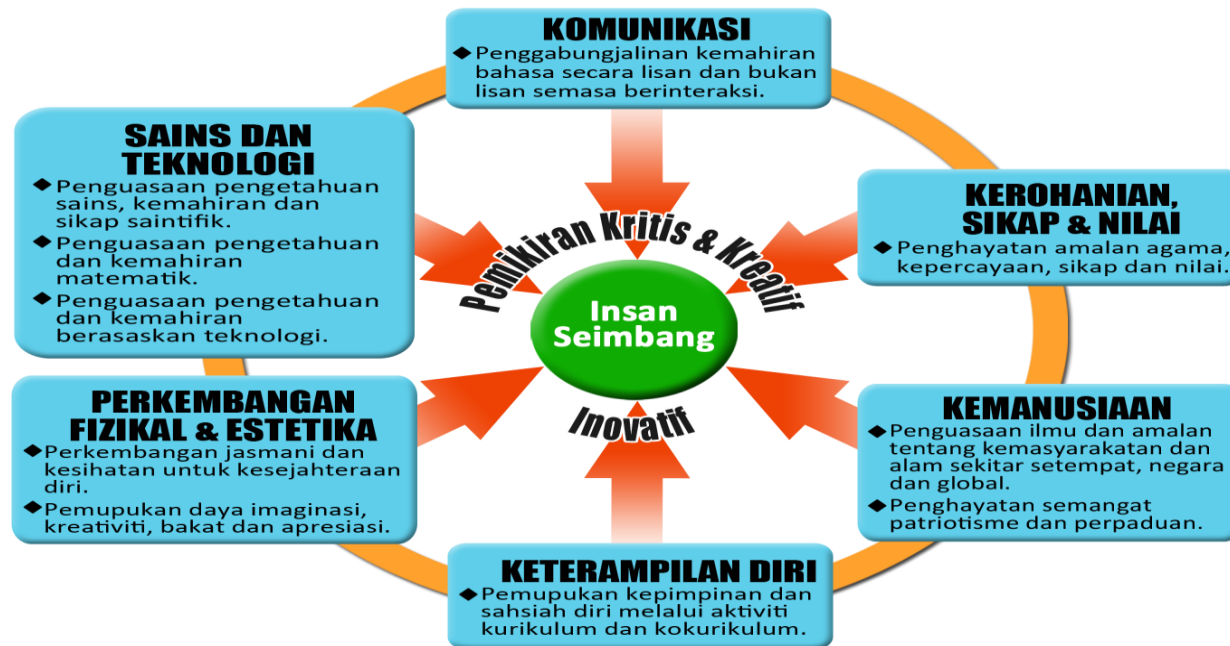 KOMUNIKASI
◆Penggabungjalinan kemahiran
bahasa secara lisan dan bukan
lisan semasa berinteraksi.
SAINS DAN
TEKNOLOGI
◆Penguasaan pengetahuan
sains, kemahiran dan
sikap saintifik.
◆Penguasaan pengetahuan
dan kemahiran
matematik.
◆Penguasaan pengetahuan
dan kemahiran
berasaskan teknologi.
KEROHANIAN,
SIKAP & NILAI
◆Penghayatan amalan agama,
kepercayaan, sikap dan nilai.
Pemikiran Kritis & Kreatif
Insan
Seimbang
Inovatif
PERKEMBANGAN
FIZIKAL & ESTETIKA
◆Perkembangan jasmani dan
kesihatan untuk kesejahteraan
diri.
◆Pemupukan daya imaginasi,
kreativiti, bakat dan apresiasi.
KEMANUSIAAN
◆Penguasaan ilmu dan amalan
tentang kemasyarakatan dan
alam sekitar setempat, negara
dan global.
◆Penghayatan semangat
patriotisme dan perpaduan.
KETERAMPILAN DIRI
◆Pemupukan kepimpinan dan
sahsiah diri melalui aktiviti
kurikulum dan kokurikulum.